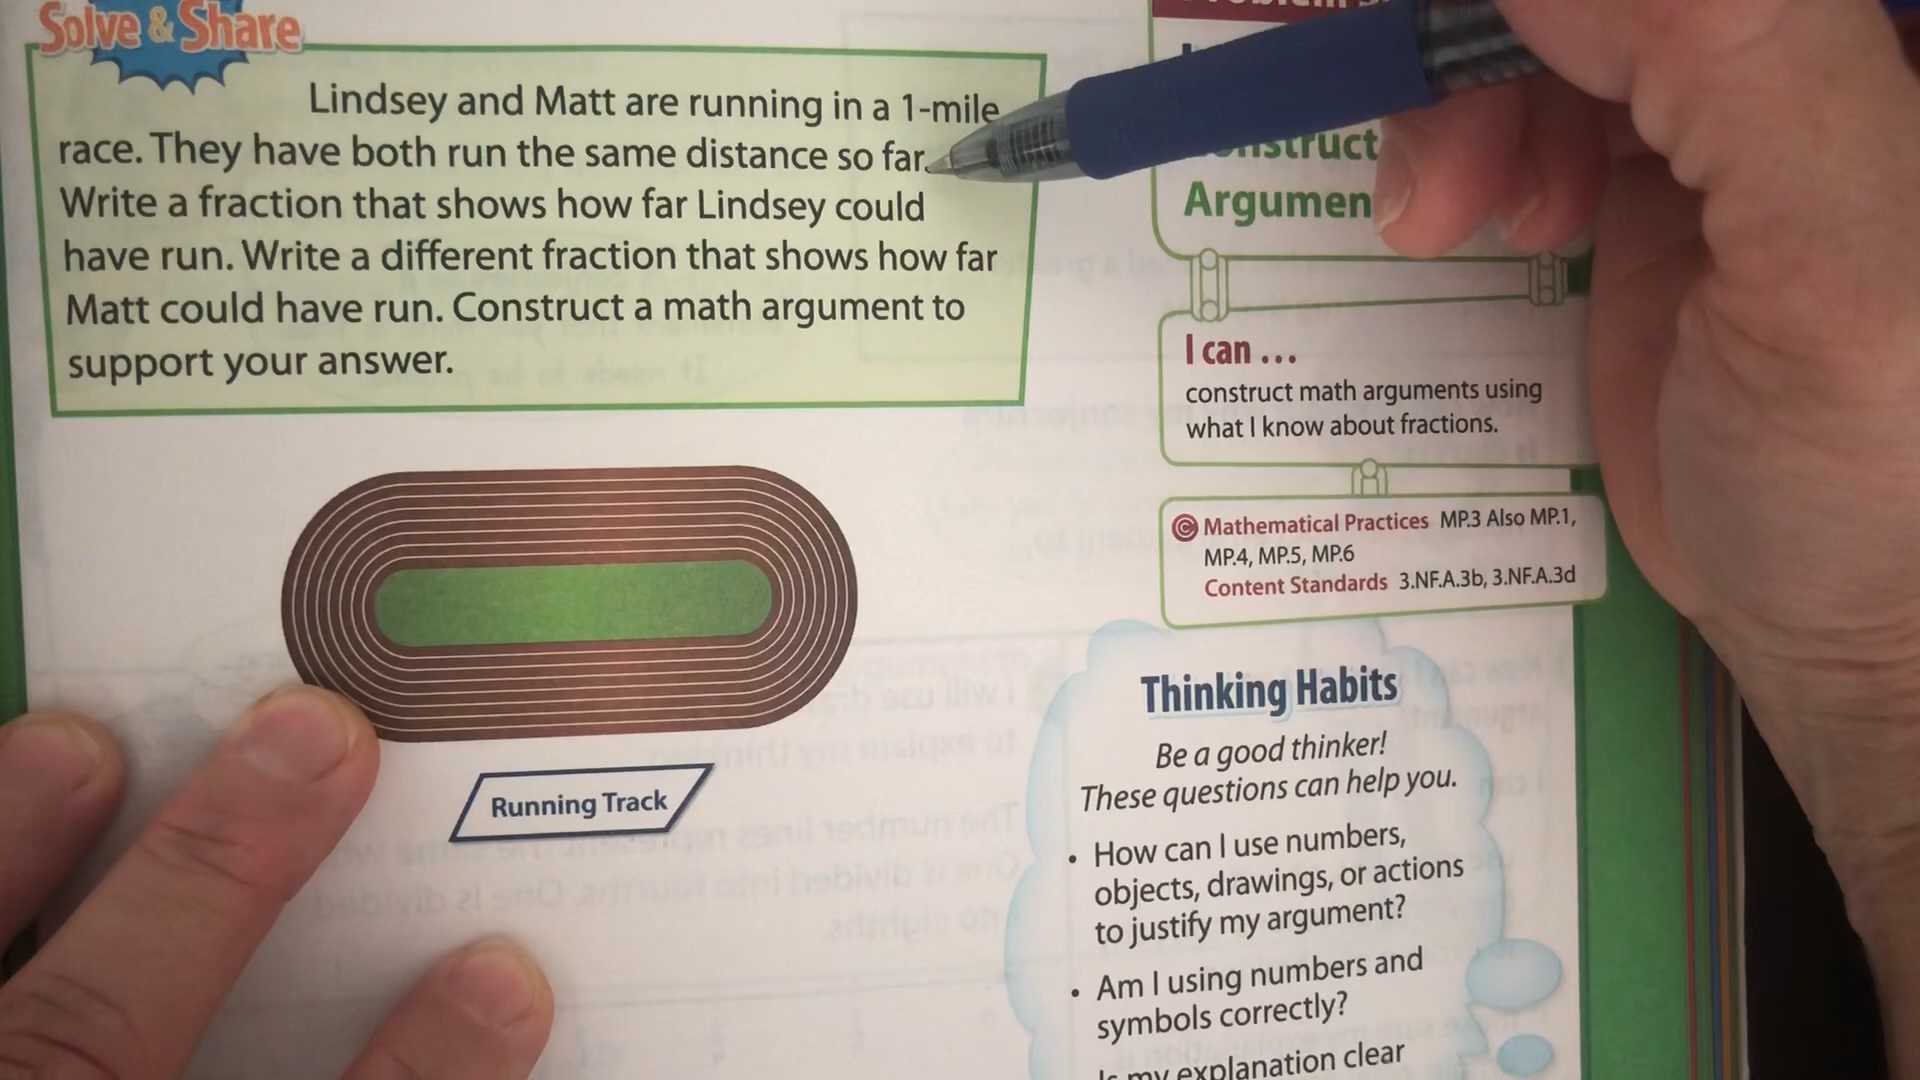 Solve & Share
Lindsey and Matt are running in a 1-mile
race. They have both run the same distance so far.
Write a fraction that shows how far Lindsey could
have run. Write a different fraction that shows how far
Matt could have run. Construct a math argument to
support your answer.
Running Track
Argumen
I can ...
construct math arguments using
what I know about fractions.
Mathematical Practices MP.3 Also MP.1,
MP.4, MP.5, MP.6
Content Standards 3.NF.A.3b, 3.NF.A.3d
Thinking Habits
Be a good thinker!
These questions can help you.
• How can I use numbers,
objects, drawings, or actions
to justify my argument?
• Am I using numbers and
symbols correctly?
my explanation clear